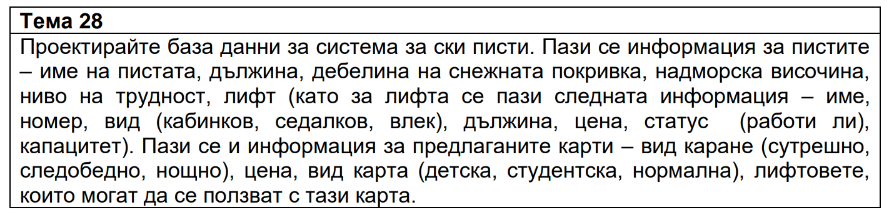 Тема 28
Проектирайте база данни за система за ски писти. Пази се информация за пистите
– име на пистата, дължина, дебелина на снежната покривка, надморска височина,
ниво на трудност, лифт (като за лифта се пази следната информация – име,
номер, вид (кабинков, седалков, влек), дължина, цена, статус (работи ли),
капацитет). Пази се и информация за предлаганите карти – вид каране (сутрешно,
следобедно, нощно), цена, вид карта (детска, студентска, нормална), лифтовете,
които могат да се ползват с тази карта.